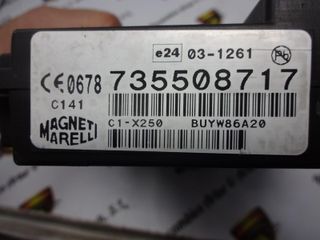 e24 03-1261
CE0678 735508717
C141
MAGNETI
MARELLI
C1-X250 BUYW86A20